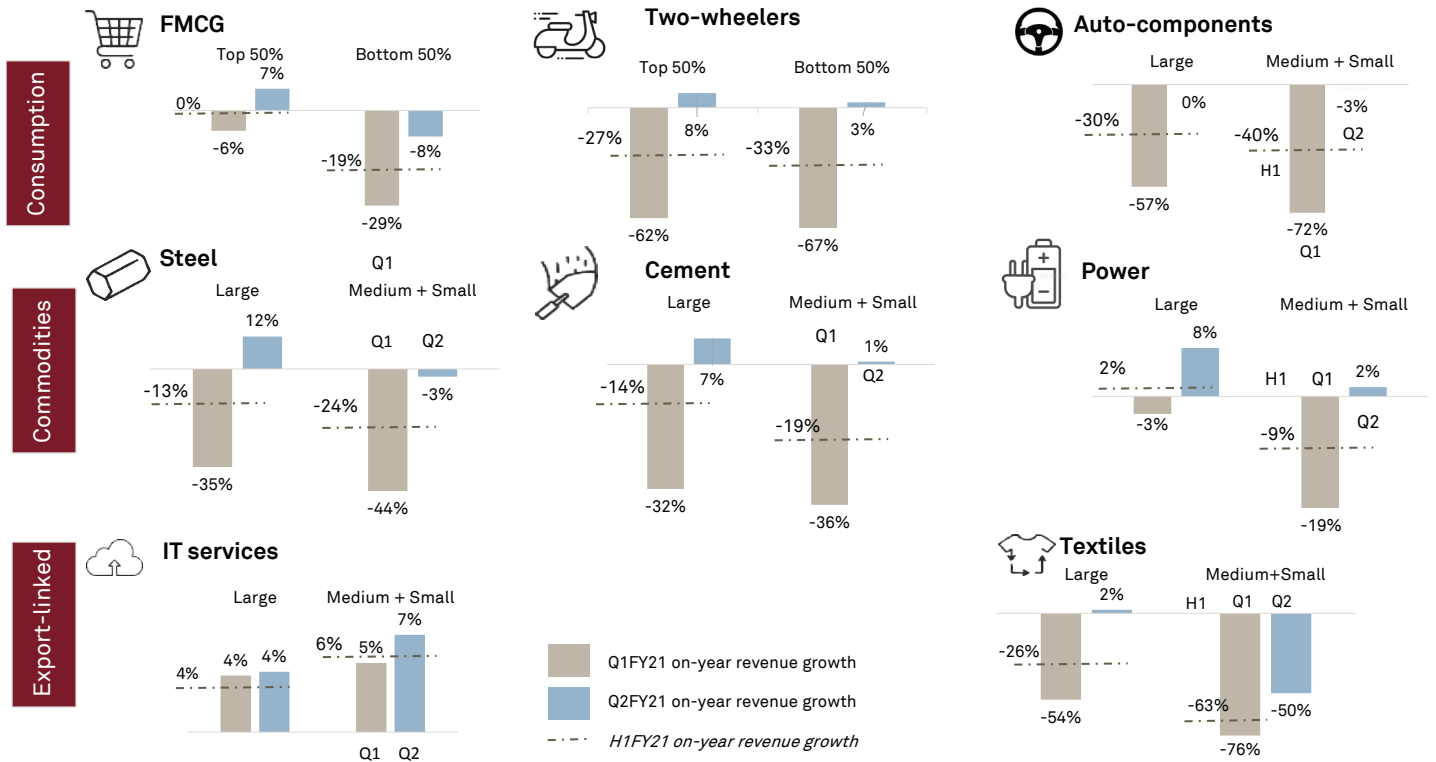 Consumption
FMCG
Top 50%
Bottom 50%
0%
7%
-6%
-19%
-8%
-29%
Q1
Two-wheelers
Top 50%
Bottom 50%
-27%
8%
-62%
-33%
3%
-67%
Auto-components
Large
Medium + Small
-30%
0%
-57%
-40%
-3%
Q2
H1
-72%
Q1
Commodities
Steel
Large
Medium + Small
12%
-13%
-35%
Q1
Q2
-24%
-3%
-44%
Cement
Large
Medium + Small
-14%
7%
-32%
Q1
1%
Q2
-19%
-36%
Power
Large
Medium + Small
2%
8%
-3%
H1
Q1
2%
Q2
-9%
-19%
Export-linked
IT services
Large
Medium + Small
4%
4%
4%
6%
5%
7%
Q1
Q2
Q1FY21 on-year revenue growth
Q2FY21 on-year revenue growth
H1FY21 on-year revenue growth
Textiles
Large
Medium+Small
2%
-26%
-54%
H1
Q1
Q2
-63%
-50%
-76%